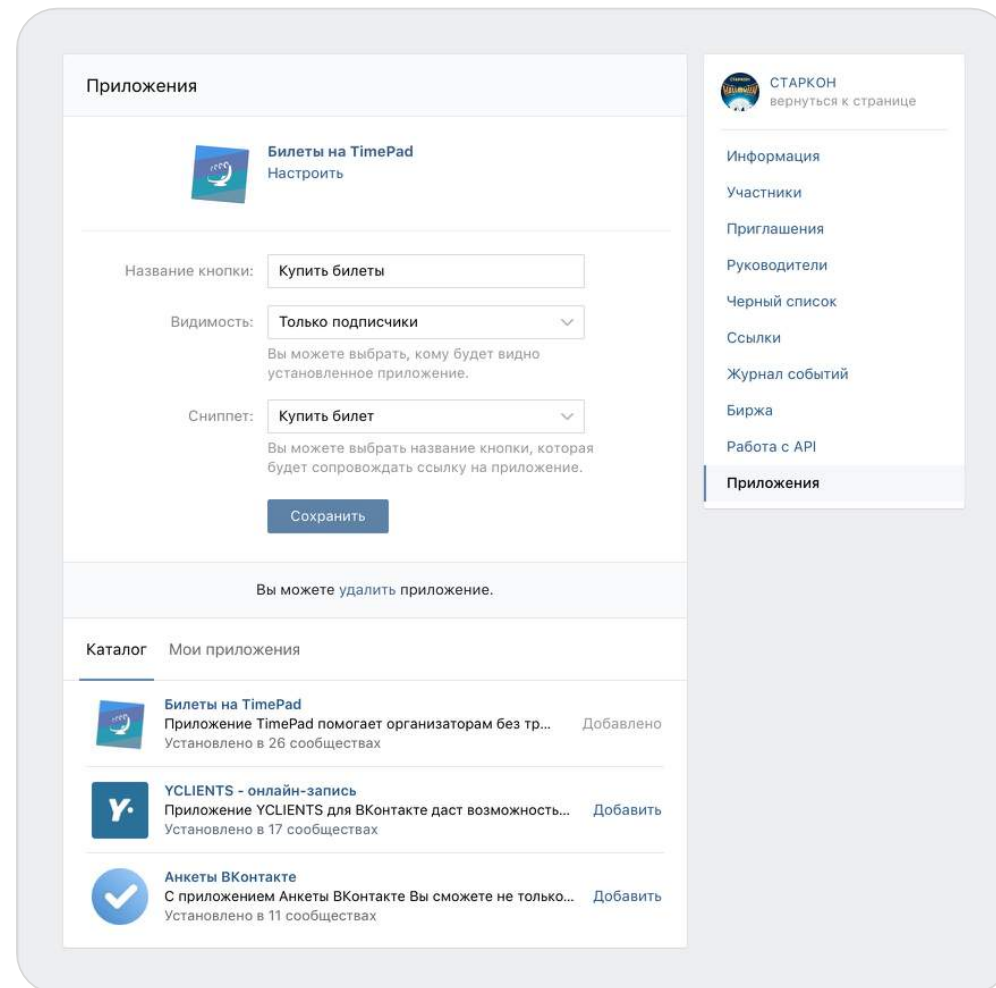 Приложения
Билеты на TimePad
Настроить
Название кнопки: Купить билеты
Видимость: Только подписчики
Вы можете выбрать, кому будет видно
установленное приложение.
Сниппет: Купить билет
Вы можете выбрать название кнопки, которая
будет сопровождать ссылку на приложение.
Сохранить
Вы можете удалить приложение.
Каталог Мои приложения
Билеты на TimePad
Приложение TimePad помогает организаторам без тр... Добавлено
Установлено в 26 сообществах
YCLIENTS - онлайн-запись
Приложение YCLIENTS для ВКонтакте даст возможность... Добавить
Установлено в 17 сообществах
Анкеты ВКонтакте
С приложением Анкеты ВКонтакте Вы сможете не только... Добавить
Установлено в 11 сообществах
СТАРКОН
вернуться к странице
Информация
Участники
Приглашения
Руководители
Черный список
Ссылки
Журнал событий
Биржа
Работа с API
Приложения